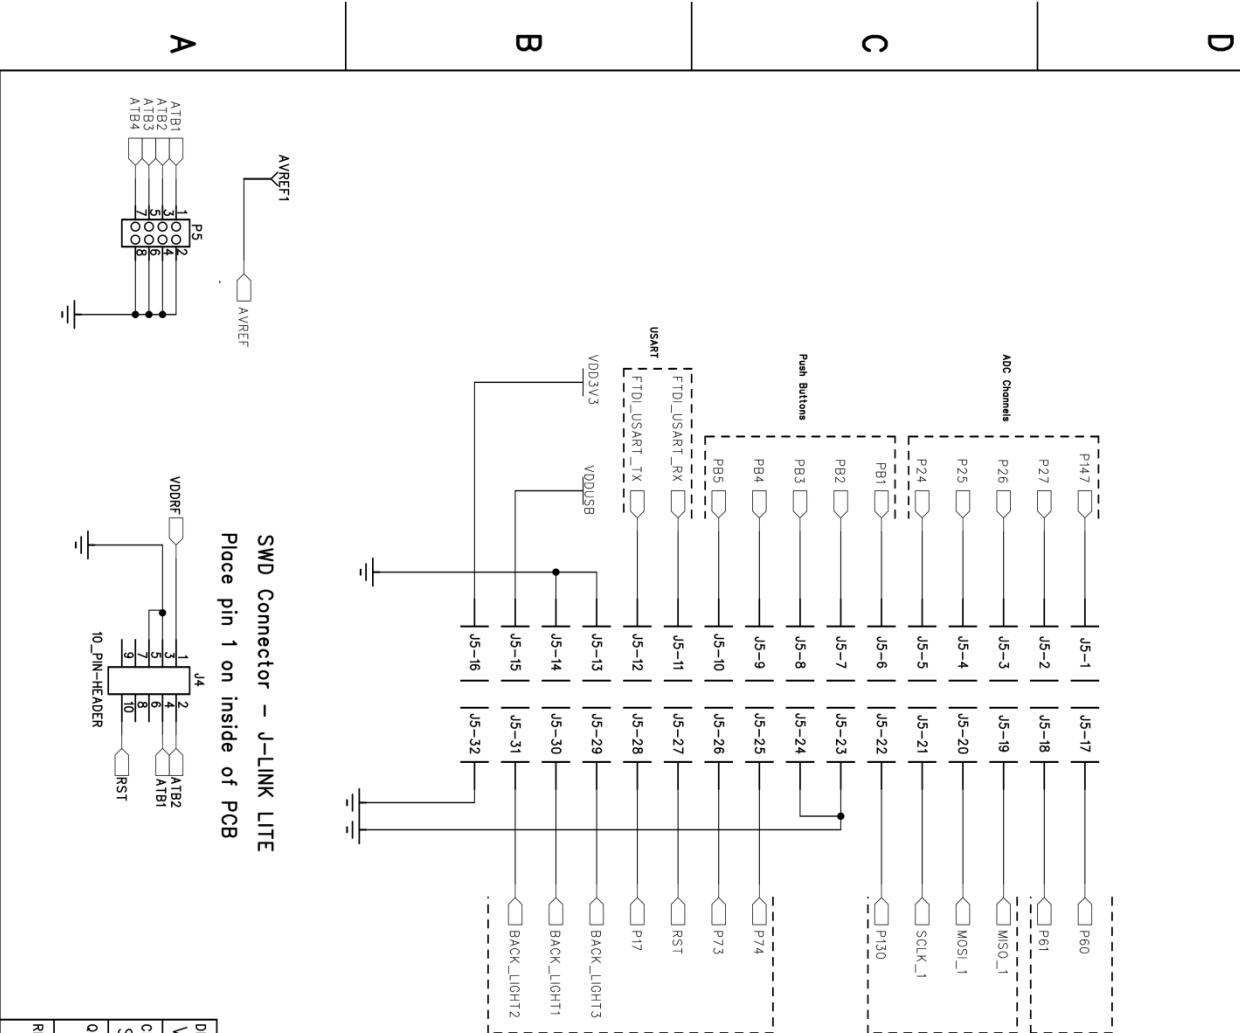 A
B
C
D
ATB1
ATB2
ATB3
ATB4
AVREF1
AVREF
P5
1
3
5
7
2
4
6
8
VDDRF
SWD Connector - J-LINK LITE
Place pin 1 on inside of PCB
J4
1
3
5
7
9
2
4
6
8
10
10_PIN-HEADER
ATB2
ATB1
RST
ADC Channels
Push Buttons
USART
P147
P27
P26
P25
P24
PB1
PB2
PB3
PB4
PB5
FTDI_USART_RX
FTDI_USART_TX
VDD3V3
VDDUSB
J5-1
J5-2
J5-3
J5-4
J5-5
J5-6
J5-7
J5-8
J5-9
J5-10
J5-11
J5-12
J5-13
J5-14
J5-15
J5-16
J5-17
J5-18
J5-19
J5-20
J5-21
J5-22
J5-23
J5-24
J5-25
J5-26
J5-27
J5-28
J5-29
J5-30
J5-31
J5-32
P60
P61
MISO_1
MOSI_1
SCLK_1
P130
P74
P73
RST
P17
BACK_LIGHT3
BACK_LIGHT1
BACK_LIGHT2